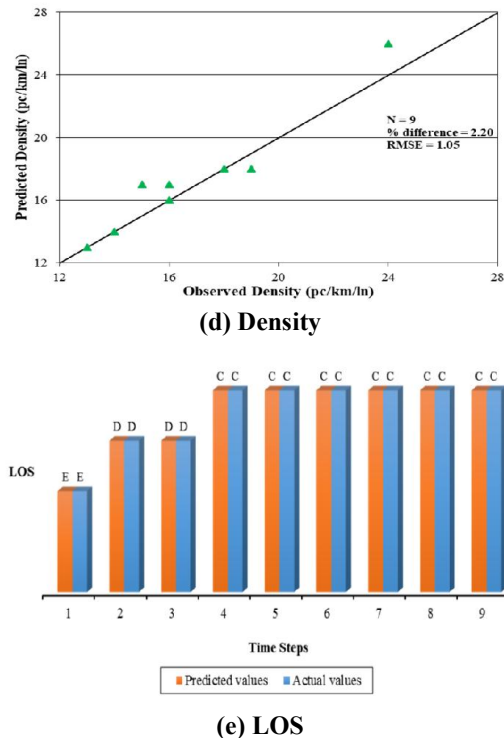 Predicted Density (pc/km/ln)
28
24
20
16
12
N = 9
% difference = 2.20
RMSE = 1.05
12 16 20 24 28
Observed Density (pc/km/ln)
(d) Density
LOS
E E D D D D C C C C C C C C C C C C
1 2 3 4 5 6 7 8 9
Time Steps
Predicted values Actual values
(e) LOS